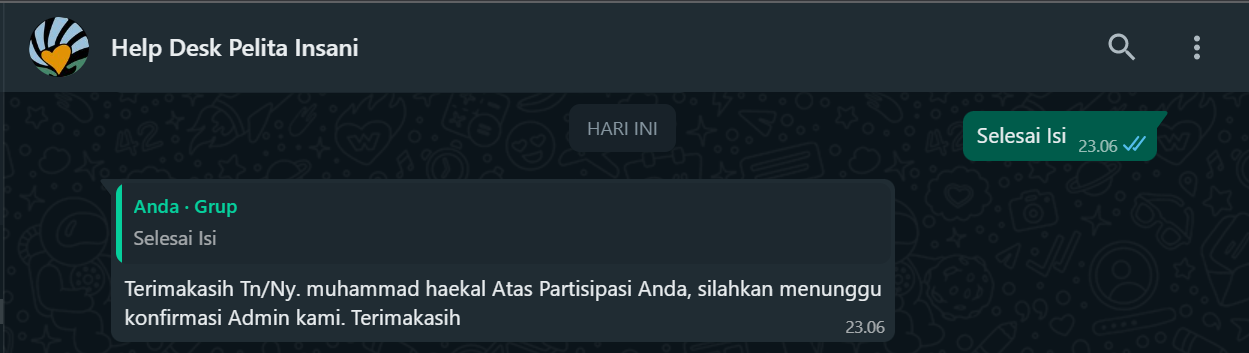 Help Desk Pelita Insani
HARI INI
Selesai Isi
23.06
Anda · Grup
Selesai Isi
Terimakasih Tn/Ny. muhammad haekal Atas Partisipasi Anda, silahkan menunggu
konfirmasi Admin kami. Terimakasih
23.06